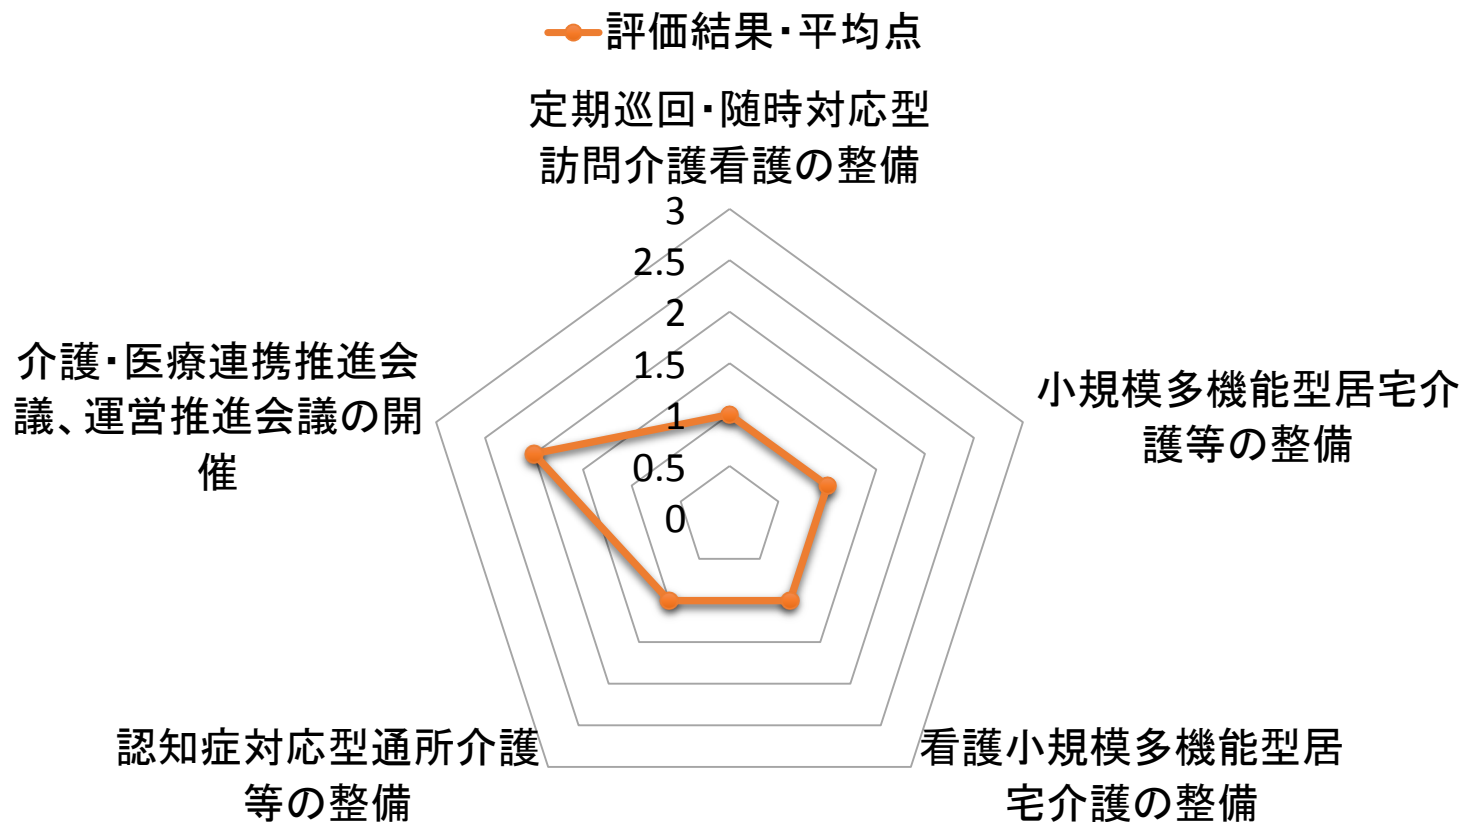 評価結果・平均点
定期巡回・随時対応型
訪問介護看護の整備
3
2.5
2
1.5
1
0.5
0
小規模多機能型居宅介
護等の整備
看護小規模多機能型居
宅介護の整備
認知症対応型通所介護
等の整備
介護・医療連携推進会
議、運営推進会議の開
催